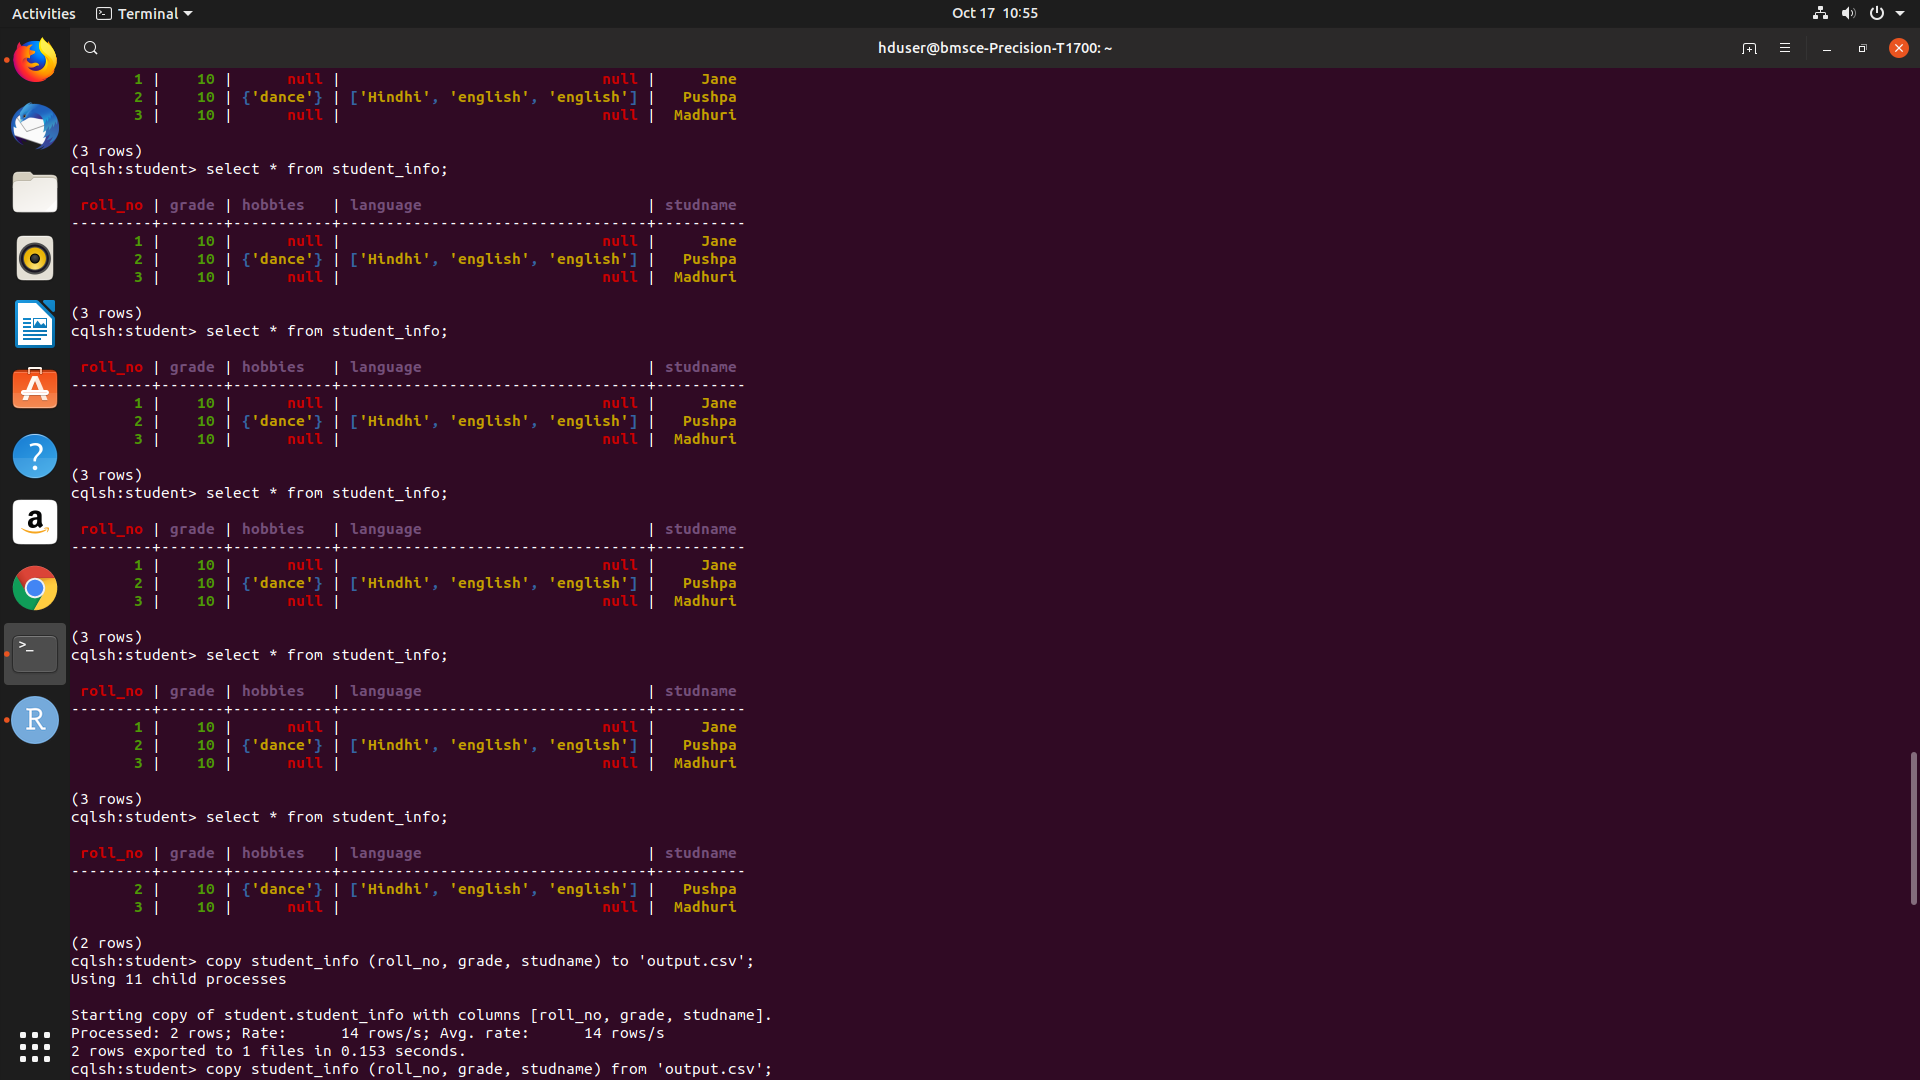 Activities Terminal Oct 17 10:55
hduser@bmsce-Precision-T1700: ~
1 | 10 | null | null | Jane
2 | 10 | {'dance'} | ['Hindhi', 'english', 'english'] | Pushpa
3 | 10 | null | null | Madhuri
(3 rows)
cqlsh:student> select * from student_info;
roll_no | grade | hobbies | language | studname
---------+-------+-----------+----------------------------------+----------
1 | 10 | null | null | Jane
2 | 10 | {'dance'} | ['Hindhi', 'english', 'english'] | Pushpa
3 | 10 | null | null | Madhuri
(3 rows)
cqlsh:student> select * from student_info;
roll_no | grade | hobbies | language | studname
---------+-------+-----------+----------------------------------+----------
1 | 10 | null | null | Jane
2 | 10 | {'dance'} | ['Hindhi', 'english', 'english'] | Pushpa
3 | 10 | null | null | Madhuri
(3 rows)
cqlsh:student> select * from student_info;
roll_no | grade | hobbies | language | studname
---------+-------+-----------+----------------------------------+----------
1 | 10 | null | null | Jane
2 | 10 | {'dance'} | ['Hindhi', 'english', 'english'] | Pushpa
3 | 10 | null | null | Madhuri
(3 rows)
cqlsh:student> select * from student_info;
roll_no | grade | hobbies | language | studname
---------+-------+-----------+----------------------------------+----------
1 | 10 | null | null | Jane
2 | 10 | {'dance'} | ['Hindhi', 'english', 'english'] | Pushpa
3 | 10 | null | null | Madhuri
(3 rows)
cqlsh:student> select * from student_info;
roll_no | grade | hobbies | language | studname
---------+-------+-----------+----------------------------------+----------
2 | 10 | {'dance'} | ['Hindhi', 'english', 'english'] | Pushpa
3 | 10 | null | null | Madhuri
(2 rows)
cqlsh:student> copy student_info (roll_no, grade, studname) to 'output.csv';
Using 11 child processes
Starting copy of student.student_info with columns [roll_no, grade, studname].
Processed: 2 rows; Rate: 14 rows/s; Avg. rate: 14 rows/s
2 rows exported to 1 files in 0.153 seconds.
cqlsh:student> copy student_info (roll_no, grade, studname) from 'output.csv';